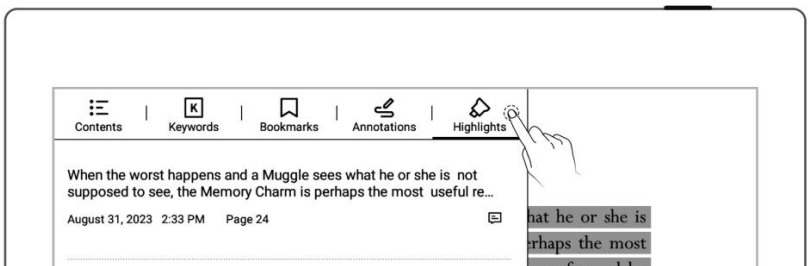 Contents | K Keywords | Bookmarks | Annotations | Highlights
When the worst happens and a Muggle sees what he or she is not
supposed to see, the Memory Charm is perhaps the most useful re...
August 31, 2023 2:33 PM Page 24
hat he or she is
rhaps the most